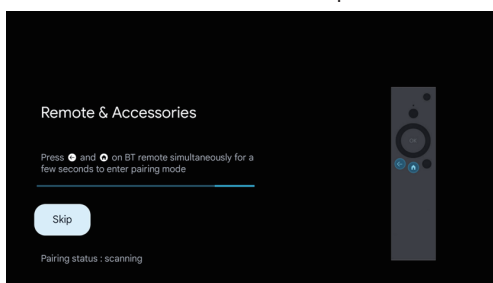 Remote & Accessories
Press and on BT remote simultaneously for a
few seconds to enter pairing mode
Skip
Pairing status : scanning
OK